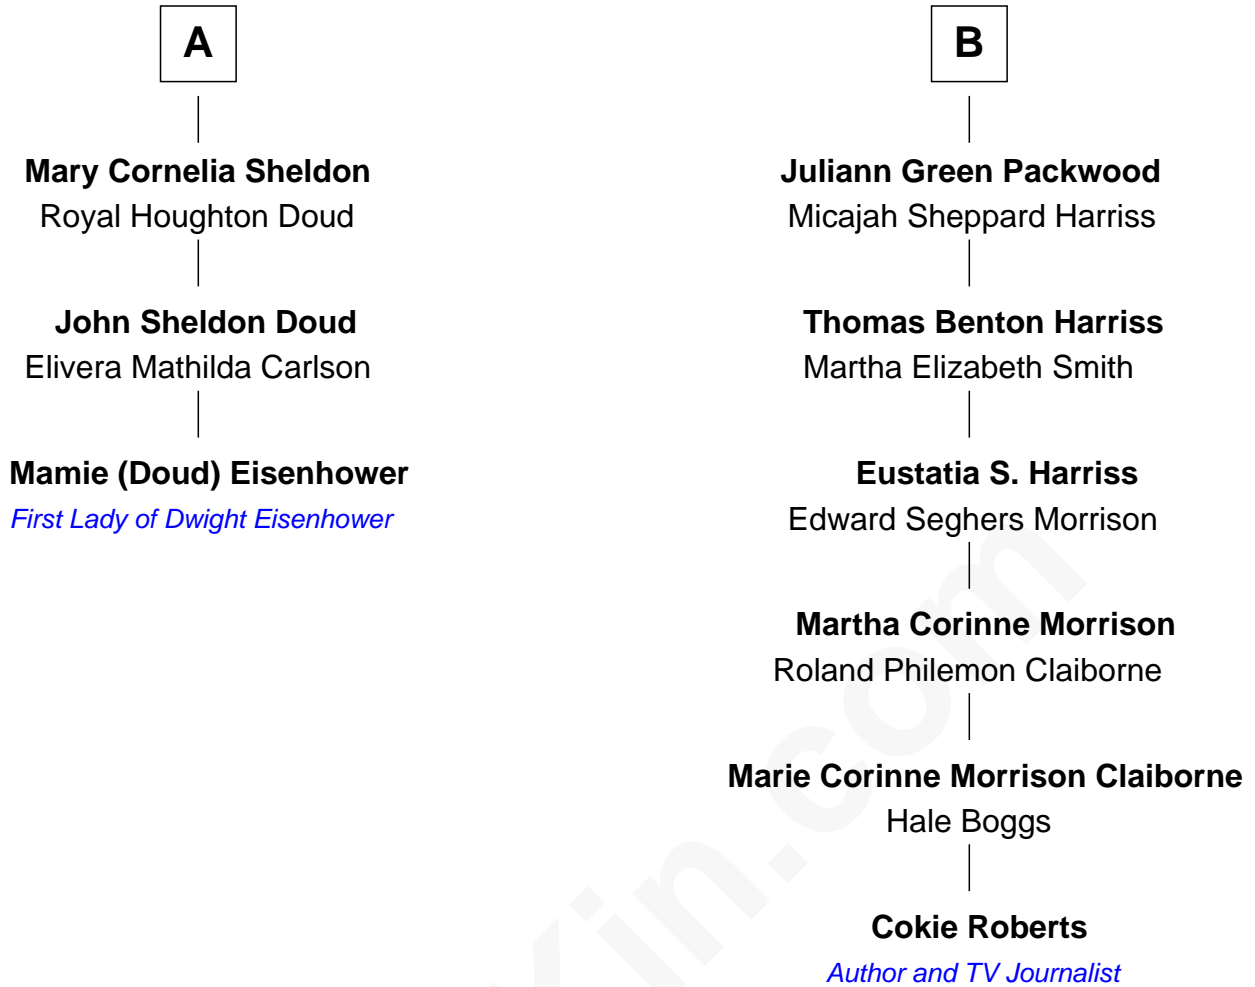 A
Mary Cornelia Sheldon
Royal Houghton Doud
John Sheldon Doud
Elivera Mathilda Carlson
Mamie (Doud) Eisenhower
First Lady of Dwight Eisenhower
B
Juliann Green Packwood
Micajah Sheppard Harriss
Thomas Benton Harriss
Martha Elizabeth Smith
Eustatia S. Harriss
Edward Seghers Morrison
Martha Corinne Morrison
Roland Philemon Claiborne
Marie Corinne Morrison Claiborne
Hale Boggs
Cokie Roberts
Author and TV Journalist
Kin.com